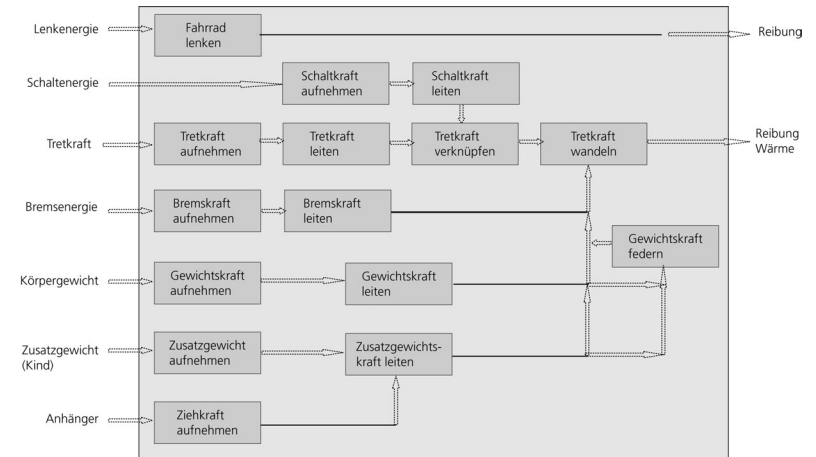 Lenkenergie
Fahrrad
lenken
Reibung
Schaltenergie
Schaltkraft
aufnehmen
Schaltkraft
leiten
Tretkraft
Tretkraft
aufnehmen
Tretkraft
leiten
Tretkraft
verknüpfen
Tretkraft
wandeln
Reibung
Wärme
Bremsenergie
Bremskraft
aufnehmen
Bremskraft
leiten
Gewichtskraft
federn
Körpergewicht
Gewichtskraft
aufnehmen
Gewichtskraft
leiten
Zusatzgewicht
(Kind)
Zusatzgewicht
aufnehmen
Zusatzgewichts-
kraft leiten
Anhänger
Ziehkraft
aufnehmen